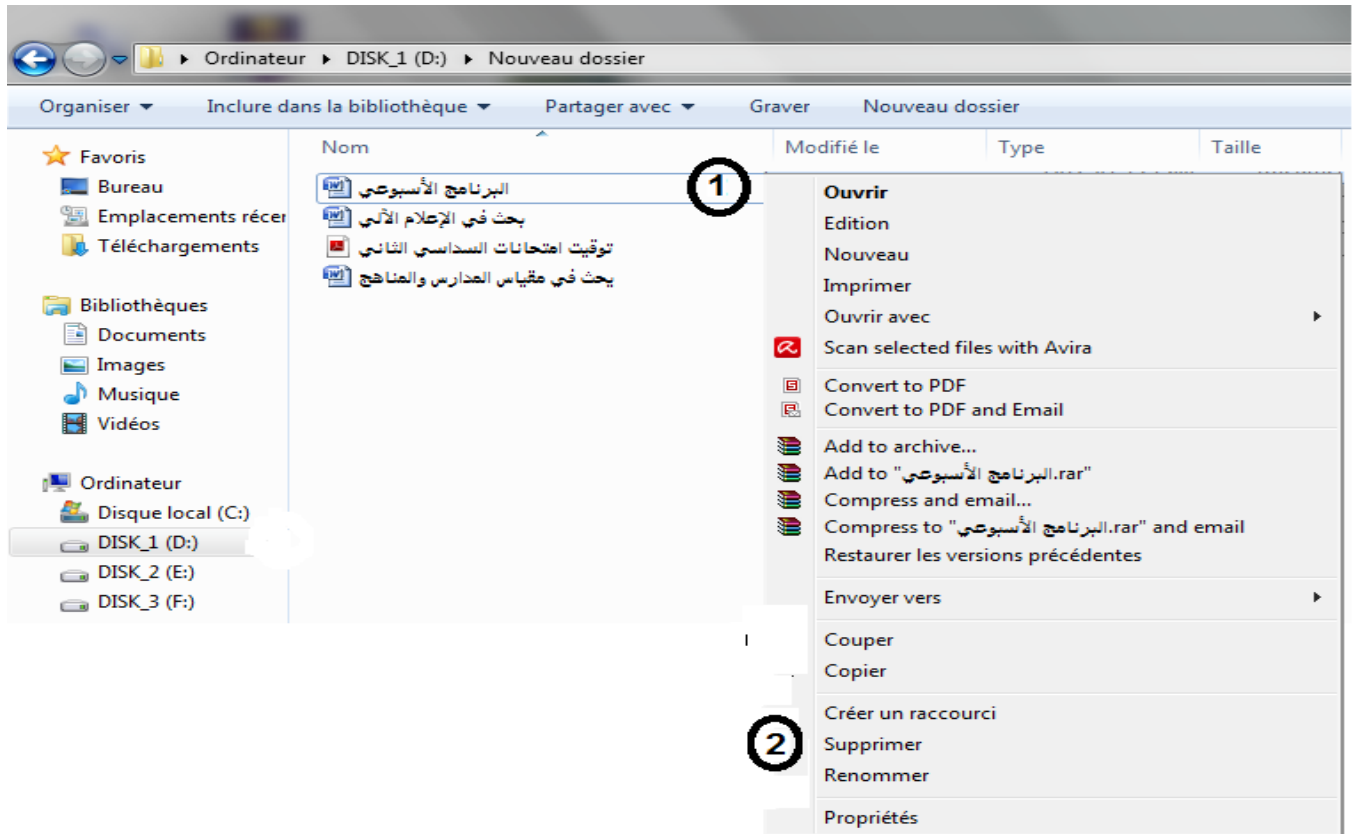 Ordinateur ▸ DISK_1 (D:) ▸ Nouveau dossier
Organiser Inclure dans la bibliothèque Partager avec Graver Nouveau dossier
Favoris
Bureau
Emplacements récer
Téléchargements
Bibliothèques
Documents
Images
Musique
Vidéos
Ordinateur
Disque local (C:)
DISK_1 (D:)
DISK_2 (E:)
DISK_3 (F:)
Nom Modifié le Type Taille
البرنامج الأسبوعي
بحث في الإعلام الآلي
توقيت امتحانات السداسي الثاني
بحث في مقياس المدارس والمناهج
1
Ouvrir
Edition
Nouveau
Imprimer
Ouvrir avec
Scan selected files with Avira
Convert to PDF
Convert to PDF and Email
Add to archive...
Add to "البرنامج الأسبوعي.rar"
Compress and email...
Compress to "البرنامج الأسبوعي.rar" and email
Restaurer les versions précédentes
Envoyer vers
Couper
Copier
Créer un raccourci
2
Supprimer
Renommer
Propriétés